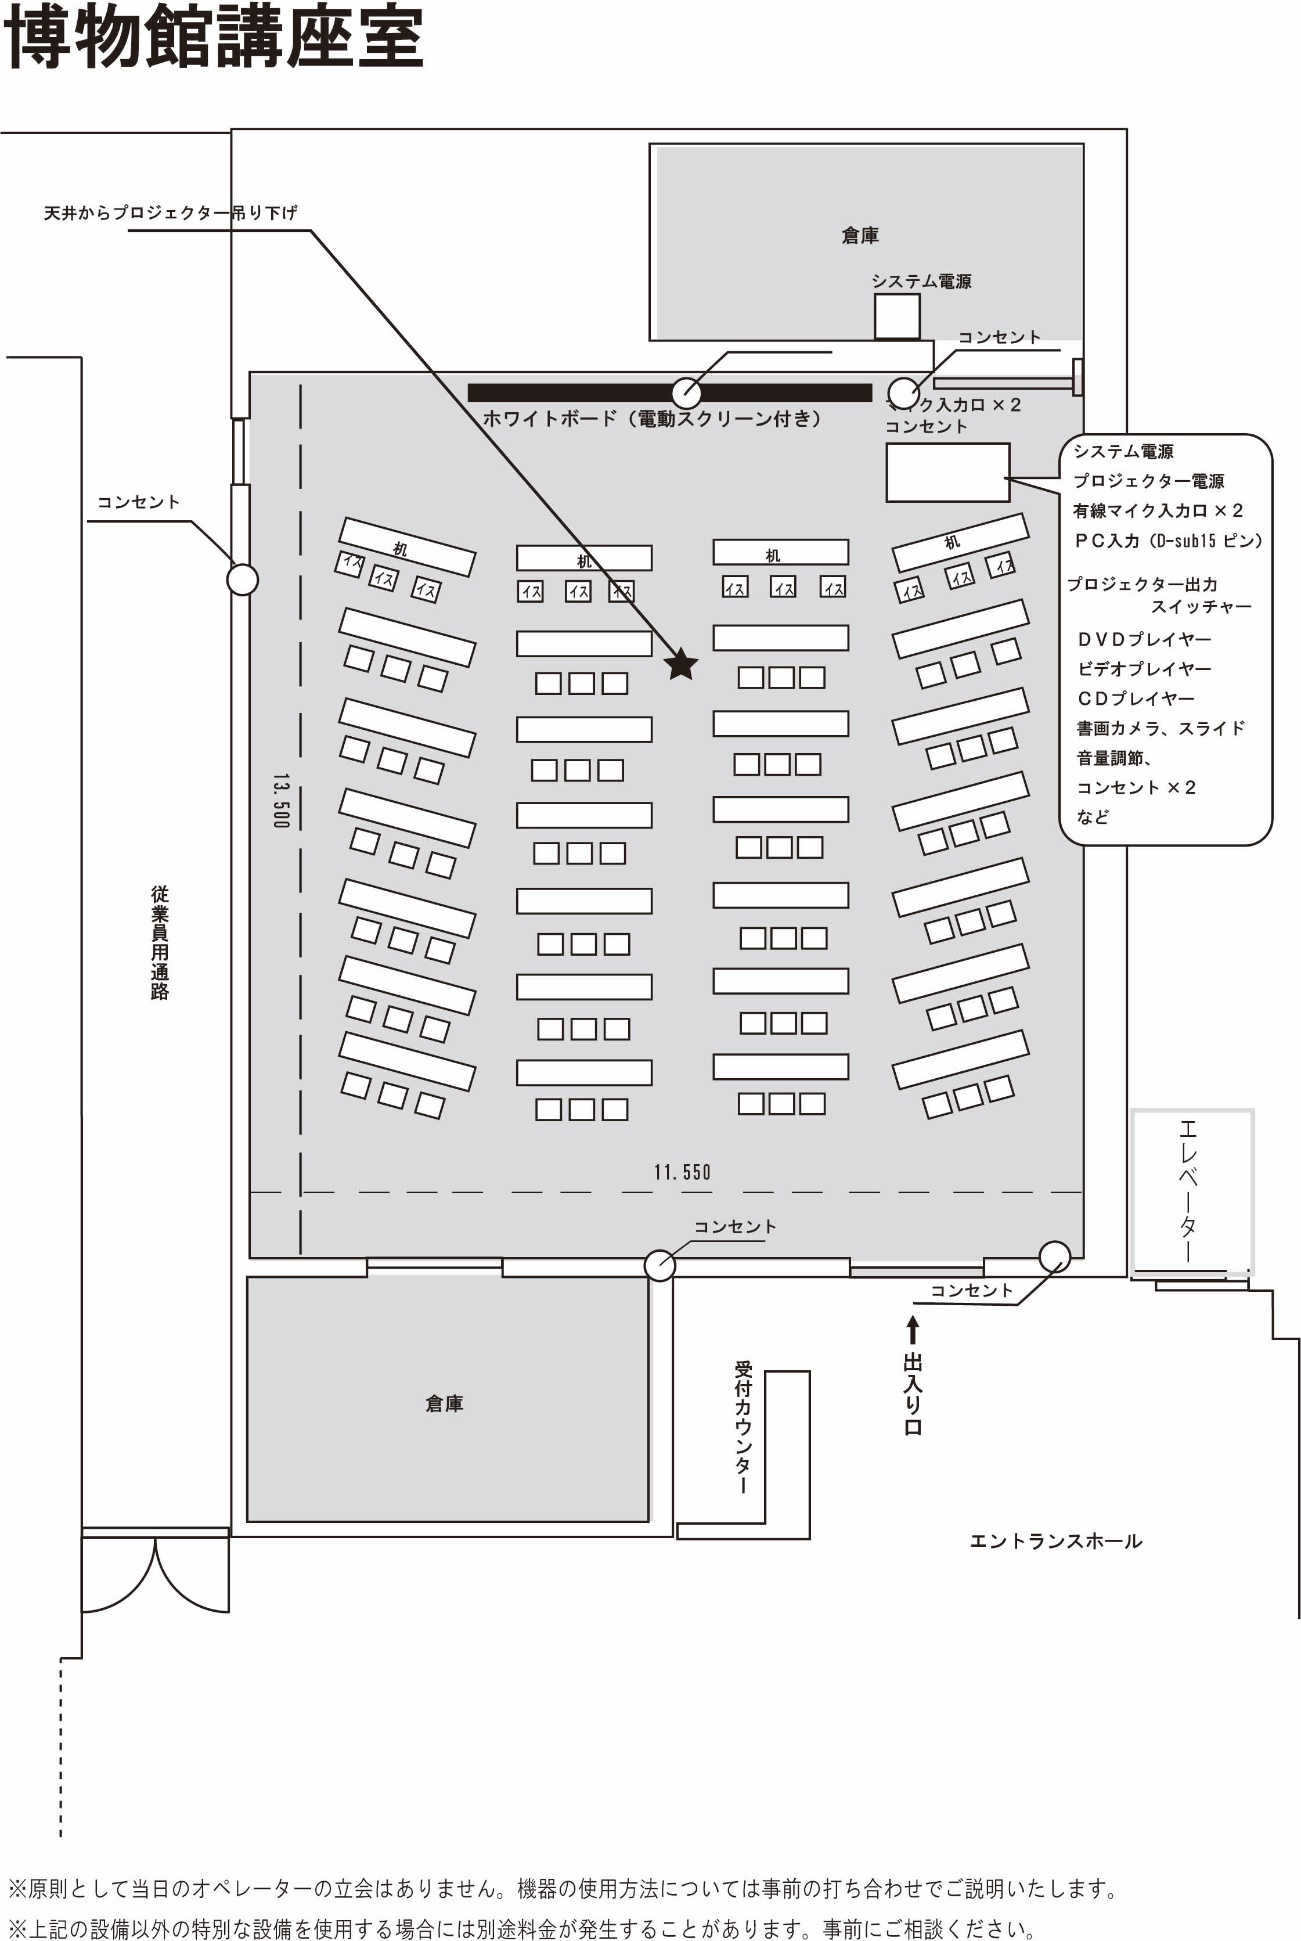 博物館講座室
天井からプロジェクター吊り下げ
倉庫
システム電源
コンセント
ホワイトボード（電動スクリーン付き）
イク入力口×２
コンセント
システム電源
プロジェクター電源
有線マイク入力口×２
ＰＣ入力（D-sub15ピン）
プロジェクター出力
スイッチャー
ＤＶＤプレイヤー
ビデオプレイヤー
ＣＤプレイヤー
書画カメラ、スライド
音量調節、
コンセント×２
など
コンセント
机
机
机
机
イス
イス
イス
イス
イス
イス
イス
イス
イス
イス
イス
イス
13.500
従業員用通路
11.550
コンセント
コンセント
エレベーター
出入り口
受付カウンター
倉庫
エントランスホール
※原則として当日のオペレーターの立会はありません。機器の使用方法については事前の打ち合わせでご説明いたします。
※上記の設備以外の特別な設備を使用する場合には別途料金が発生することがあります。事前にご相談ください。